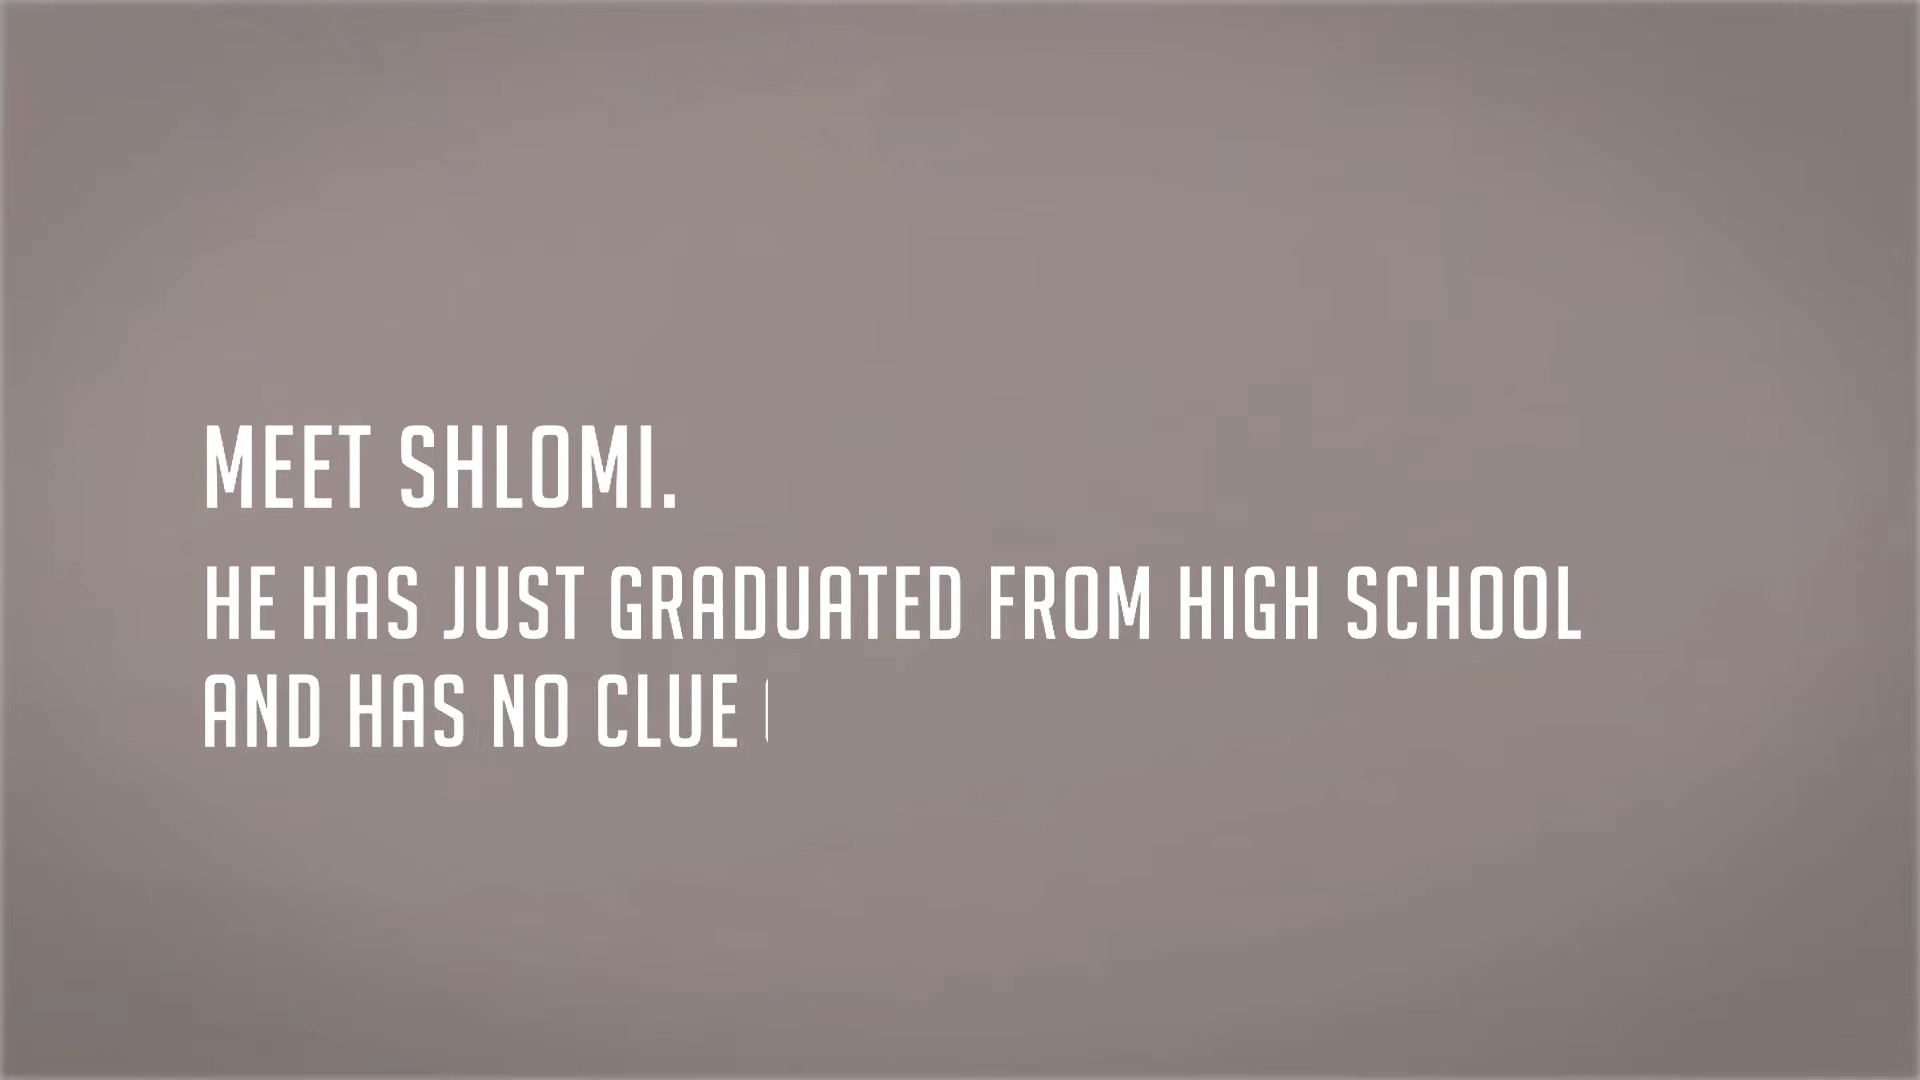 MEET SHLOMI.
HE HAS JUST GRADUATED FROM HIGH SCHOOL
AND HAS NO CLUE